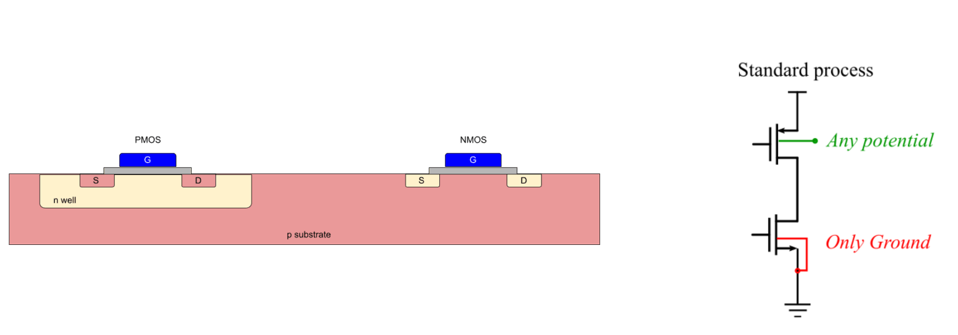 Standard process
PMOS
NMOS
G
G
Any potential
S
D
S
D
n well
p substrate
Only Ground